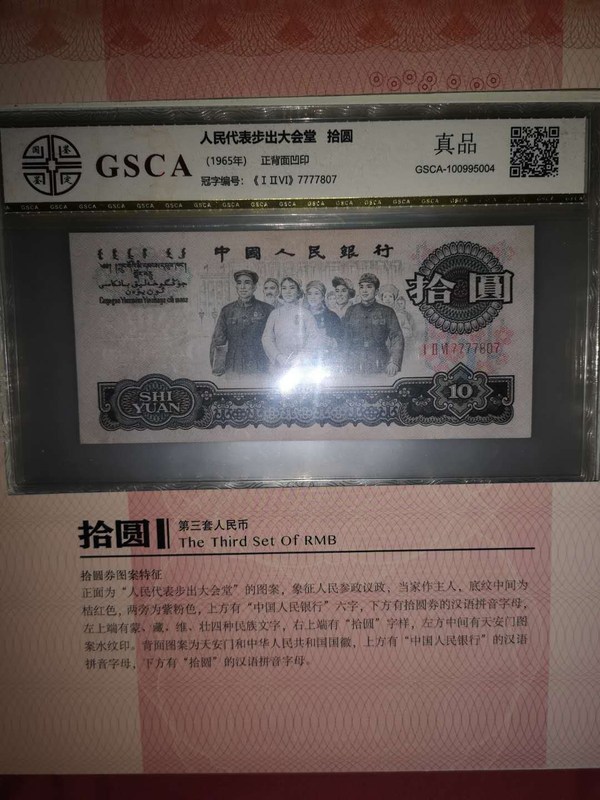 人民代表步出大会堂 拾圆
(1965年) 正背面凹印
冠字编号:《ⅠⅡⅥ》7777807
GSCA
真品
GSCA-100995004
GSCA GSCA GSCA GSCA GSCA GSCA GSCA GSCA GSCA GSCA
中國人民銀行
拾圓
ⅠⅡⅥ7777807
SHI
YUAN
10
拾圆
第三套人民币
The Third Set Of RMB
拾圆券图案特征
正面为“人民代表步出大会堂”的图案，象征人民参政议政、当家作主人，底纹中间为
桔红色，两旁为紫粉色，上方有“中国人民银行”六字，下方有拾圆券的汉语拼音字母，
左上端有蒙、藏、维、壮四种民族文字，右上端有“拾圆”字样，左方中间有天安门图
案水纹印。背面图案为天安门和中华人民共和国国徽，上方有“中国人民银行”的汉语
拼音字母，下方有“拾圆”的汉语拼音字母。